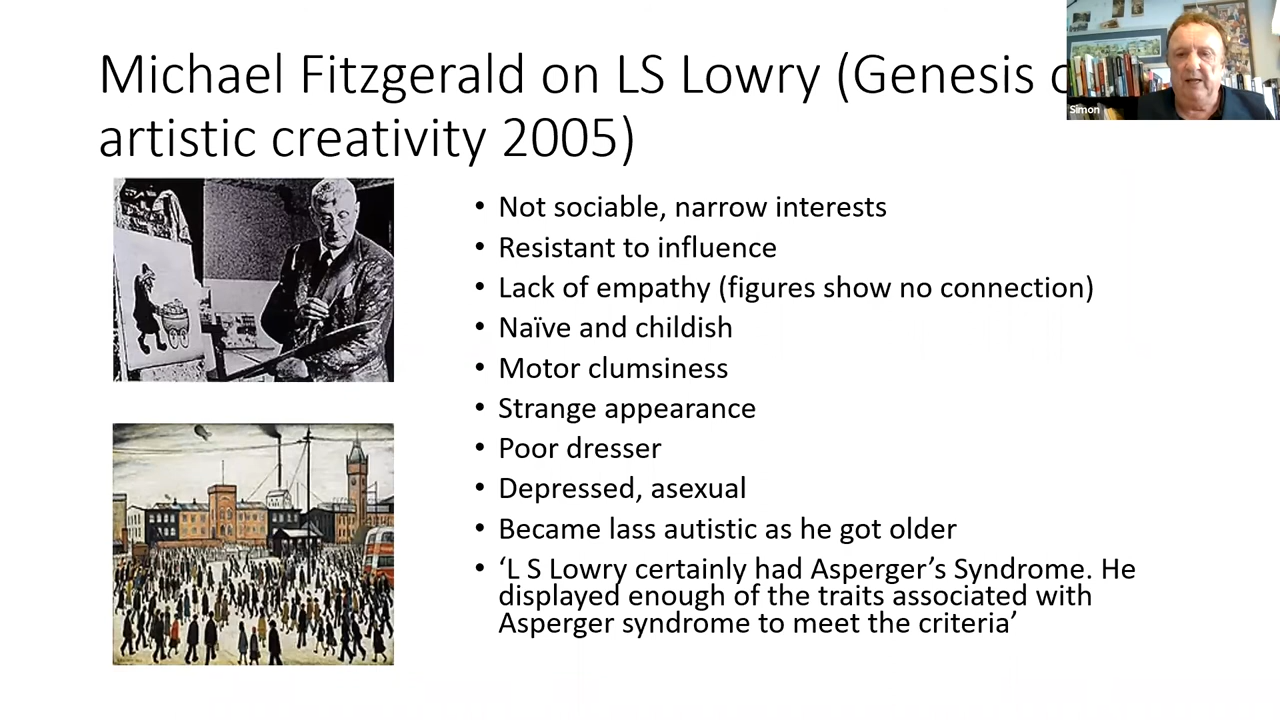 Michael Fitzgerald on LS Lowry (Genesis
artistic creativity 2005)
Simon
• Not sociable, narrow interests
• Resistant to influence
• Lack of empathy (figures show no connection)
• Naïve and childish
• Motor clumsiness
• Strange appearance
• Poor dresser
• Depressed, asexual
• Became lass autistic as he got older
• ‘L S Lowry certainly had Asperger’s Syndrome. He
displayed enough of the traits associated with
Asperger syndrome to meet the criteria’